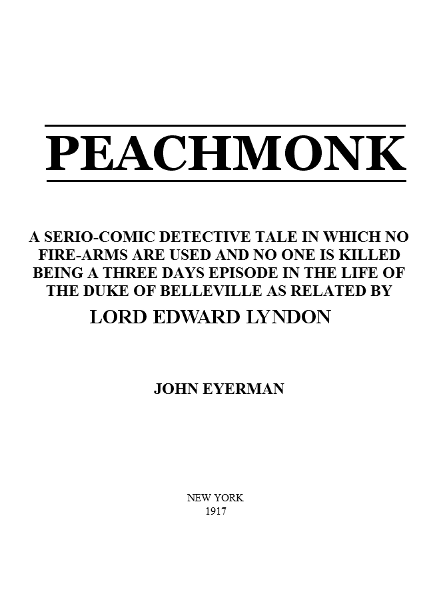 PEACHMONK
A SERIO-COMIC DETECTIVE TALE IN WHICH NO
FIRE-ARMS ARE USED AND NO ONE IS KILLED
BEING A THREE DAYS EPISODE IN THE LIFE OF
THE DUKE OF BELLEVILLE AS RELATED BY
LORD EDWARD LYNDON
JOHN EYERMAN
NEW YORK
1917